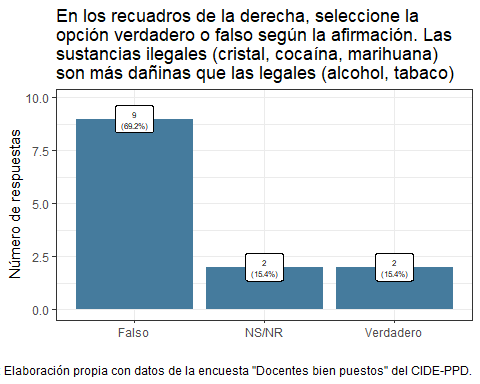 En los recuadros de la derecha, seleccione la
opción verdadero o falso según la afirmación. Las
sustancias ilegales (cristal, cocaína, marihuana)
son más dañinas que las legales (alcohol, tabaco)
Número de respuestas
10.0
7.5
5.0
2.5
0.0
9
(69.2%)
2
(15.4%)
2
(15.4%)
Falso
NS/NR
Verdadero
Elaboración propia con datos de la encuesta "Docentes bien puestos" del CIDE-PPD.